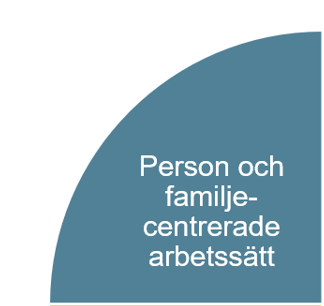 Person och
familje-
centrerade
arbetssätt